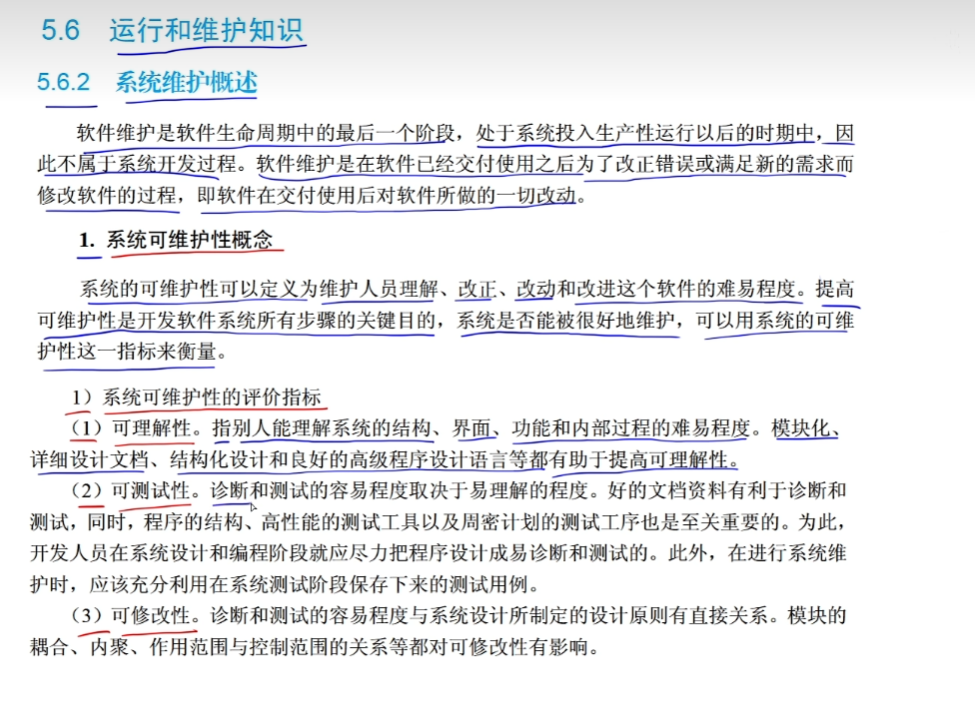 5.6 运行和维护知识
5.6.2 系统维护概述
软件维护是软件生命周期中的最后一个阶段，处于系统投入生产性运行以后的时期中，因
此不属于系统开发过程。软件维护是在软件已经交付使用之后为了改正错误或满足新的需求而
修改软件的过程，即软件在交付使用后对软件所做的一切改动。
1. 系统可维护性概念
系统的可维护性可以定义为维护人员理解、改正、改动和改进这个软件的难易程度。提高
可维护性是开发软件系统所有步骤的关键目的，系统是否能被很好地维护，可以用系统的可维
护性这一指标来衡量。
1）系统可维护性的评价指标
（1）可理解性。指别人能理解系统的结构、界面、功能和内部过程的难易程度。模块化、
详细设计文档、结构化设计和良好的高级程序设计语言等都有助于提高可理解性。
（2）可测试性。诊断和测试的容易程度取决于易理解的程度。好的文档资料有利于诊断和
测试，同时，程序的结构、高性能的测试工具以及周密计划的测试工序也是至关重要的。为此，
开发人员在系统设计和编程阶段就应尽力把程序设计成易诊断和测试的。此外，在进行系统维
护时，应该充分利用在系统测试阶段保存下来的测试用例。
（3）可修改性。诊断和测试的容易程度与系统设计所制定的设计原则有直接关系。模块的
耦合、内聚、作用范围与控制范围的关系等都对可修改性有影响。